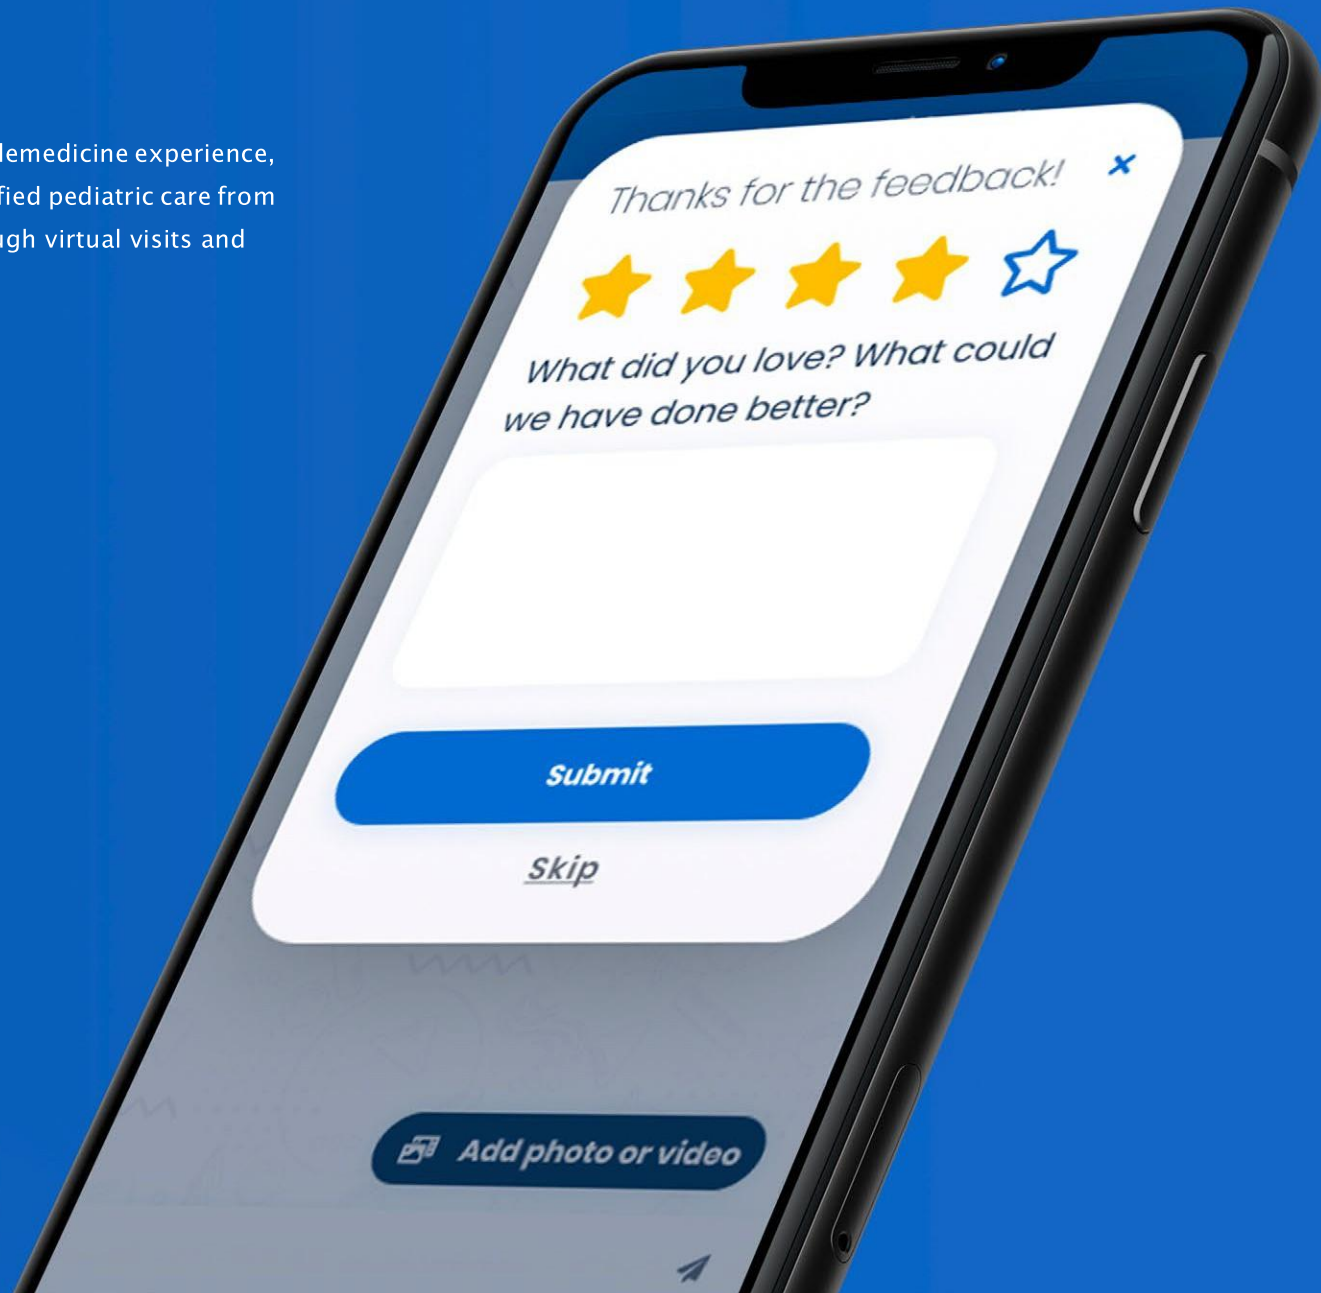 lemedicine experience,
fied pediatric care from
ugh virtual visits and
Thanks for the feedback!
What did you love? What could
we have done better?
Submit
Skip
Add photo or video